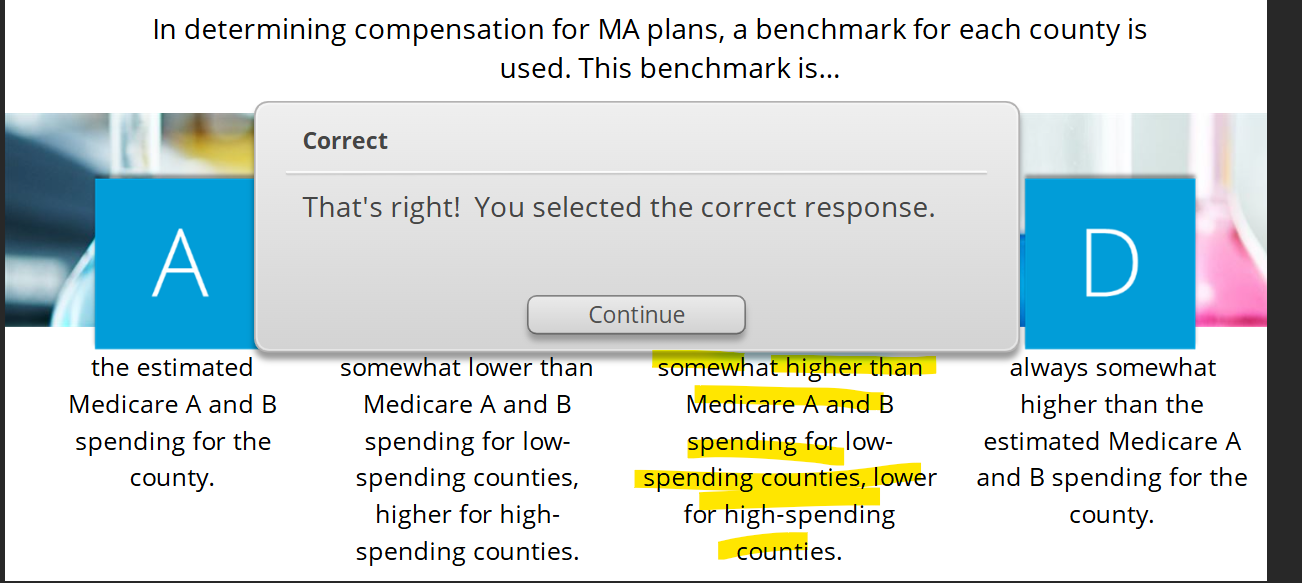 In determining compensation for MA plans, a benchmark for each county is
used. This benchmark is...
Correct
That's right!  You selected the correct response.
Continue
A
D
the estimated
Medicare A and B
spending for the
county.
somewhat lower than
Medicare A and B
spending for low-
spending counties,
higher for high-
spending counties.
somewhat higher than
Medicare A and B
spending for low-
spending counties, lower
for high-spending
counties.
always somewhat
higher than the
estimated Medicare A
and B spending for the
county.